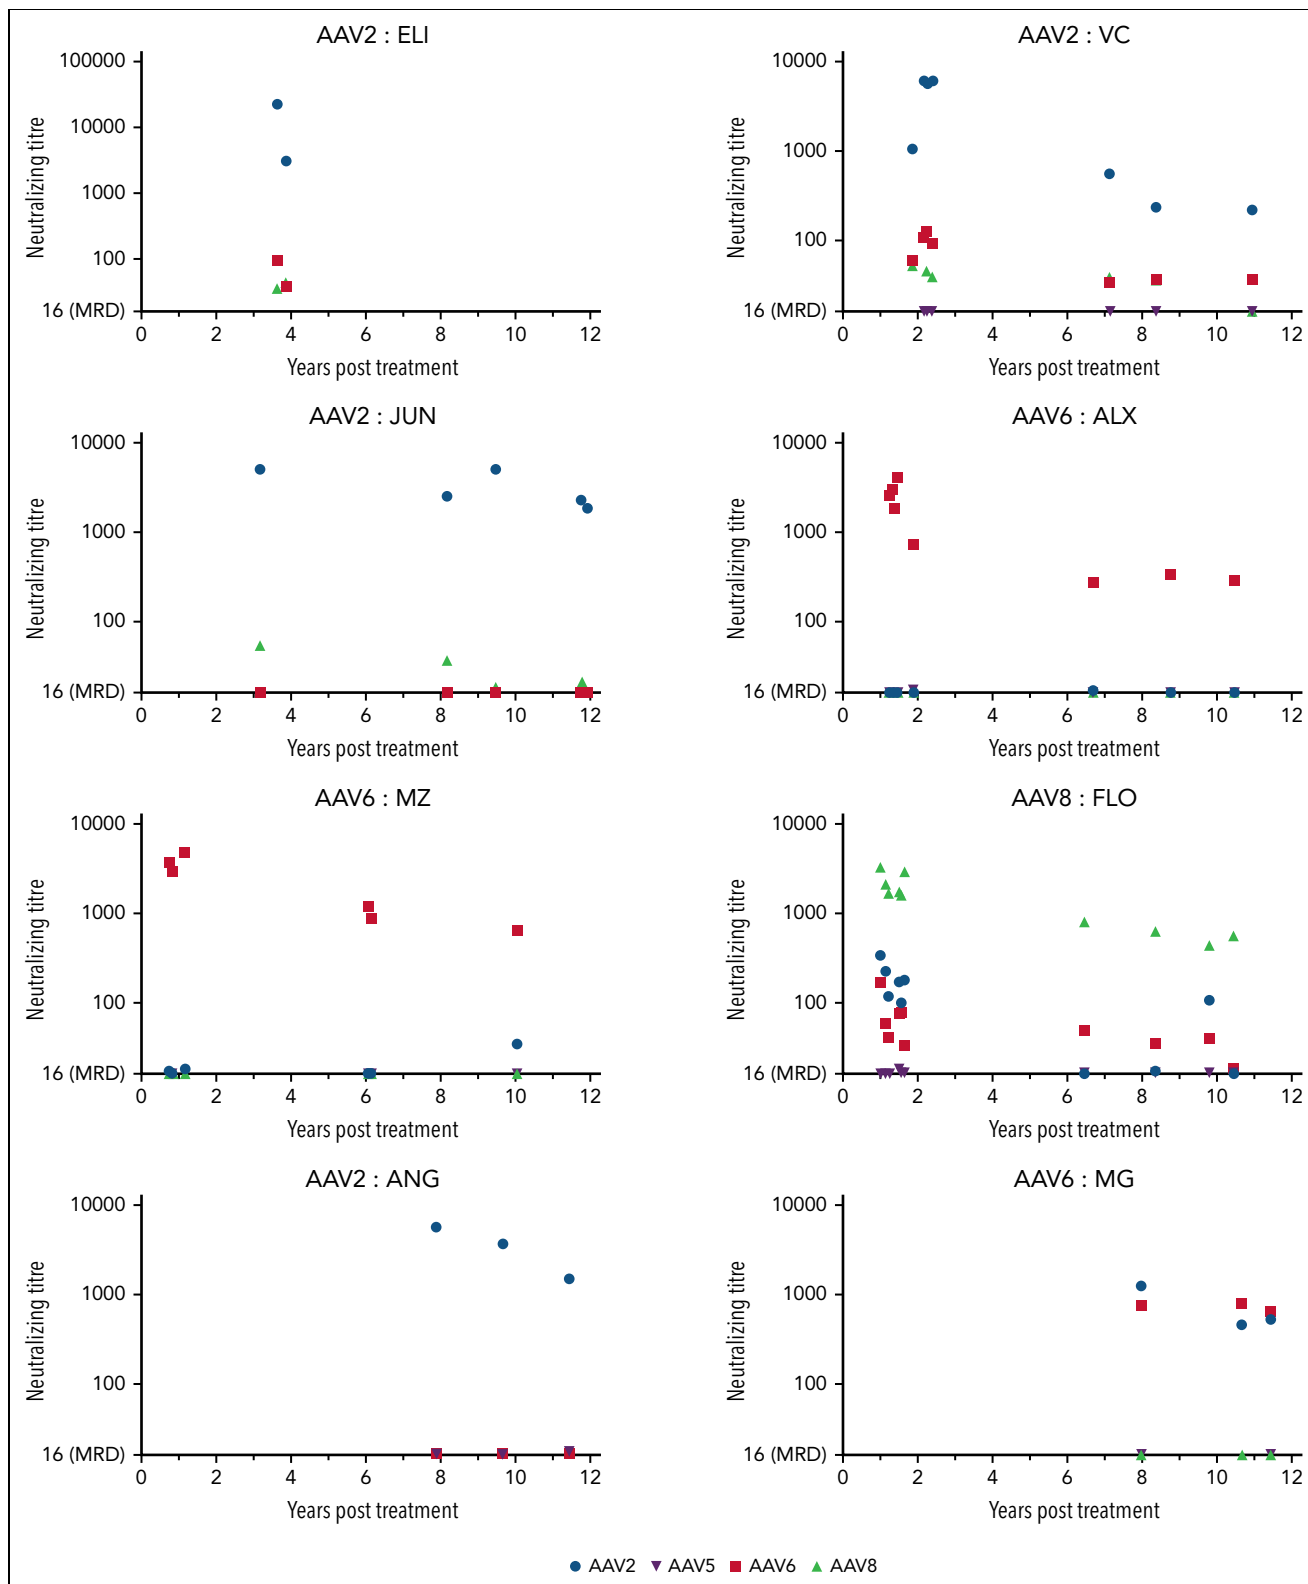 AAV2 : ELI
Neutralizing titre
100000
10000
1000
100
16 (MRD)
0 2 4 6 8 10 12
Years post treatment
AAV2 : VC
Neutralizing titre
10000
1000
100
16 (MRD)
0 2 4 6 8 10 12
Years post treatment
AAV2 : JUN
Neutralizing titre
10000
1000
100
16 (MRD)
0 2 4 6 8 10 12
Years post treatment
AAV6 : ALX
Neutralizing titre
10000
1000
100
16 (MRD)
0 2 4 6 8 10 12
Years post treatment
AAV6 : MZ
Neutralizing titre
10000
1000
100
16 (MRD)
0 2 4 6 8 10 12
Years post treatment
AAV8 : FLO
Neutralizing titre
10000
1000
100
16 (MRD)
0 2 4 6 8 10 12
Years post treatment
AAV2 : ANG
Neutralizing titre
10000
1000
100
16 (MRD)
0 2 4 6 8 10 12
Years post treatment
AAV6 : MG
Neutralizing titre
10000
1000
100
16 (MRD)
0 2 4 6 8 10 12
Years post treatment
AAV2 AAV5 AAV6 AAV8